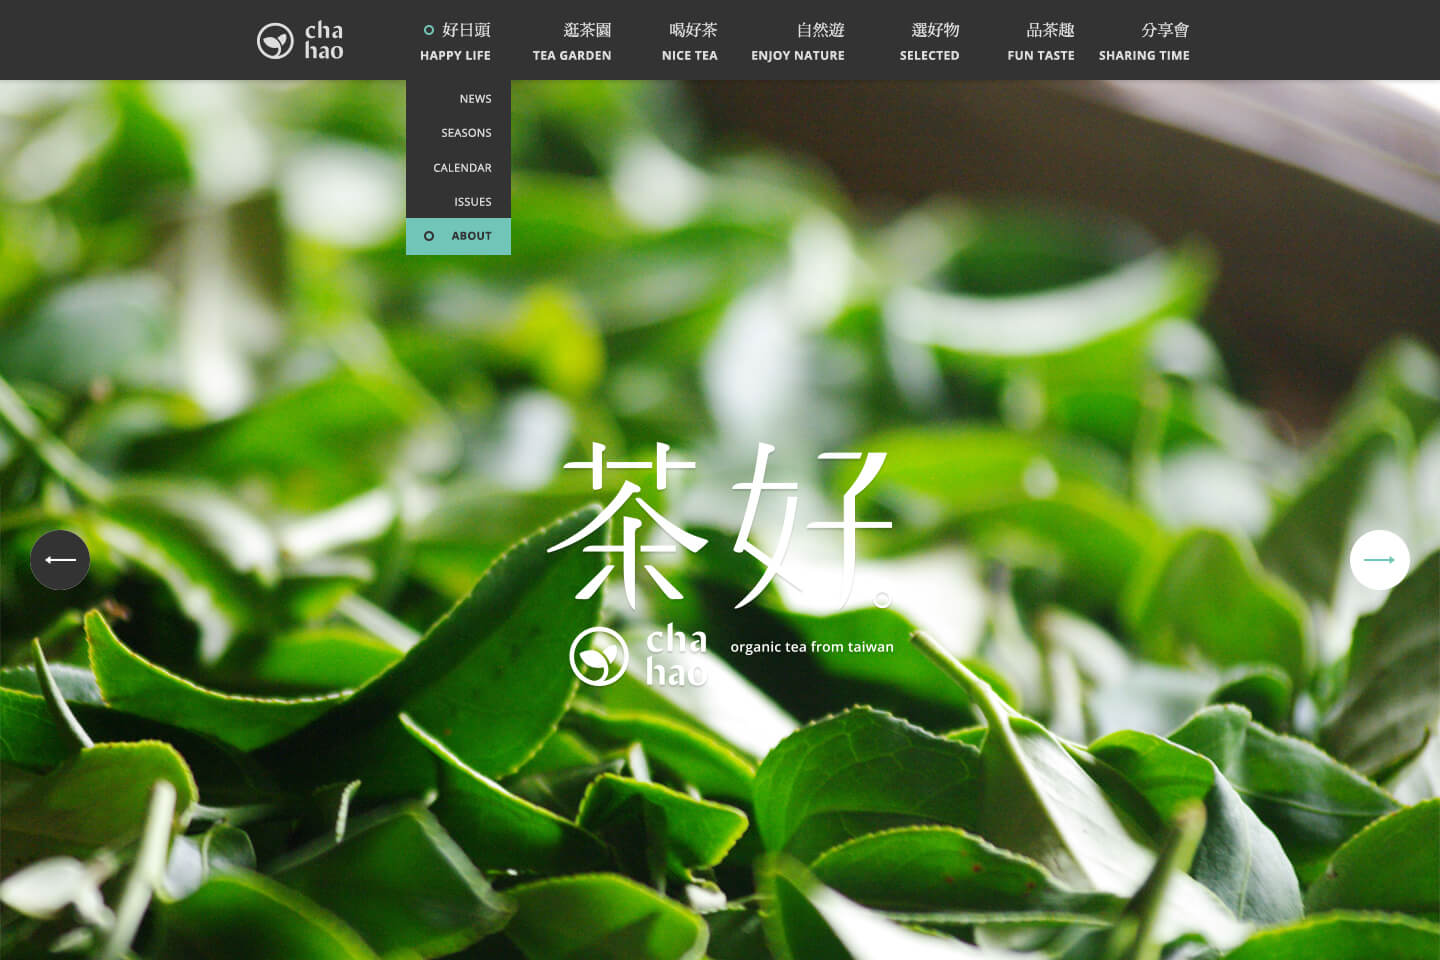 cha
hao
好日頭
HAPPY LIFE
逛茶園
TEA GARDEN
喝好茶
NICE TEA
自然遊
ENJOY NATURE
選好物
SELECTED
品茶趣
FUN TASTE
分享會
SHARING TIME
NEWS
SEASONS
CALENDAR
ISSUES
ABOUT
茶好。
cha
hao
organic tea from taiwan